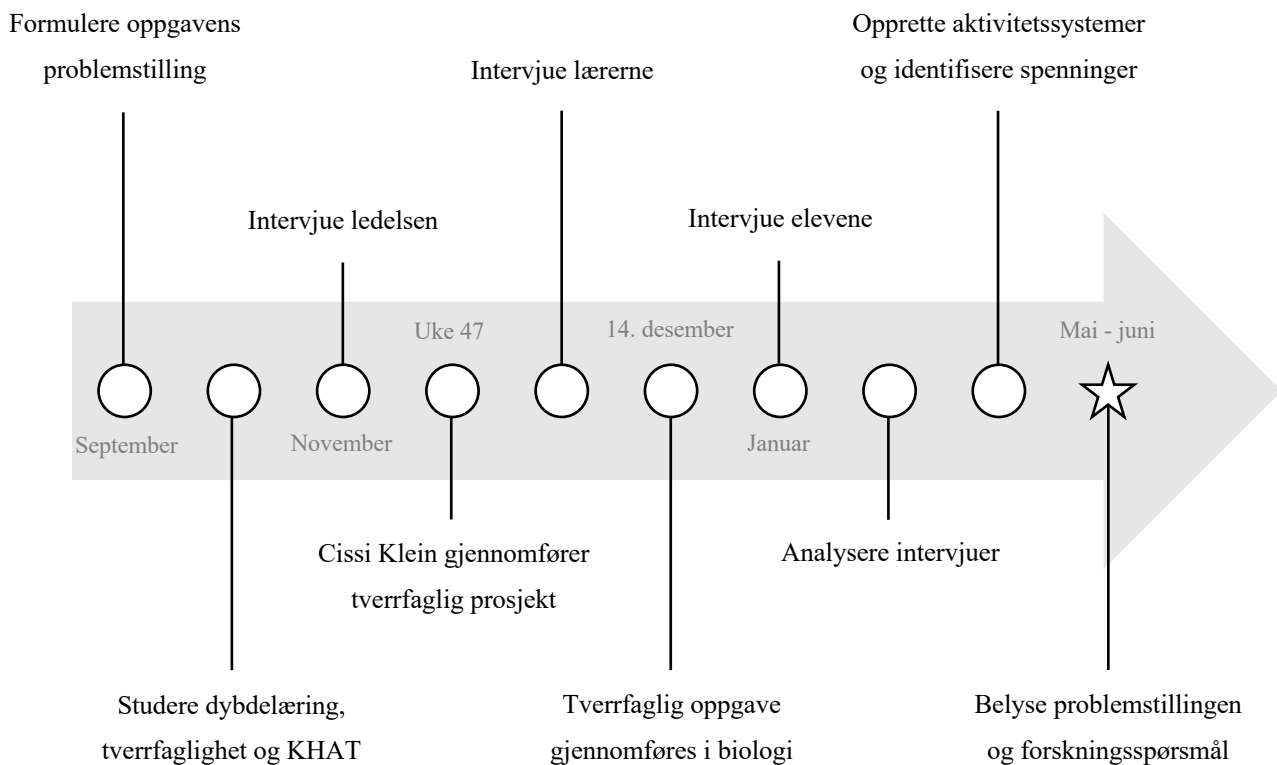 Formulere oppgavens
problemstilling
Intervjue lærerne
Opprette aktivitetssystemer
og identifisere spenninger
Intervjue ledelsen
Intervjue elevene
Uke 47
14. desember
Mai - juni
September
November
Januar
Cissi Klein gjennomfører
tverrfaglig prosjekt
Analysere intervjuer
Studere dybdelæring,
tverrfaglighet og KHAT
Tverrfaglig oppgave
gjennomføres i biologi
Belyse problemstillingen
og forskningsspørsmål